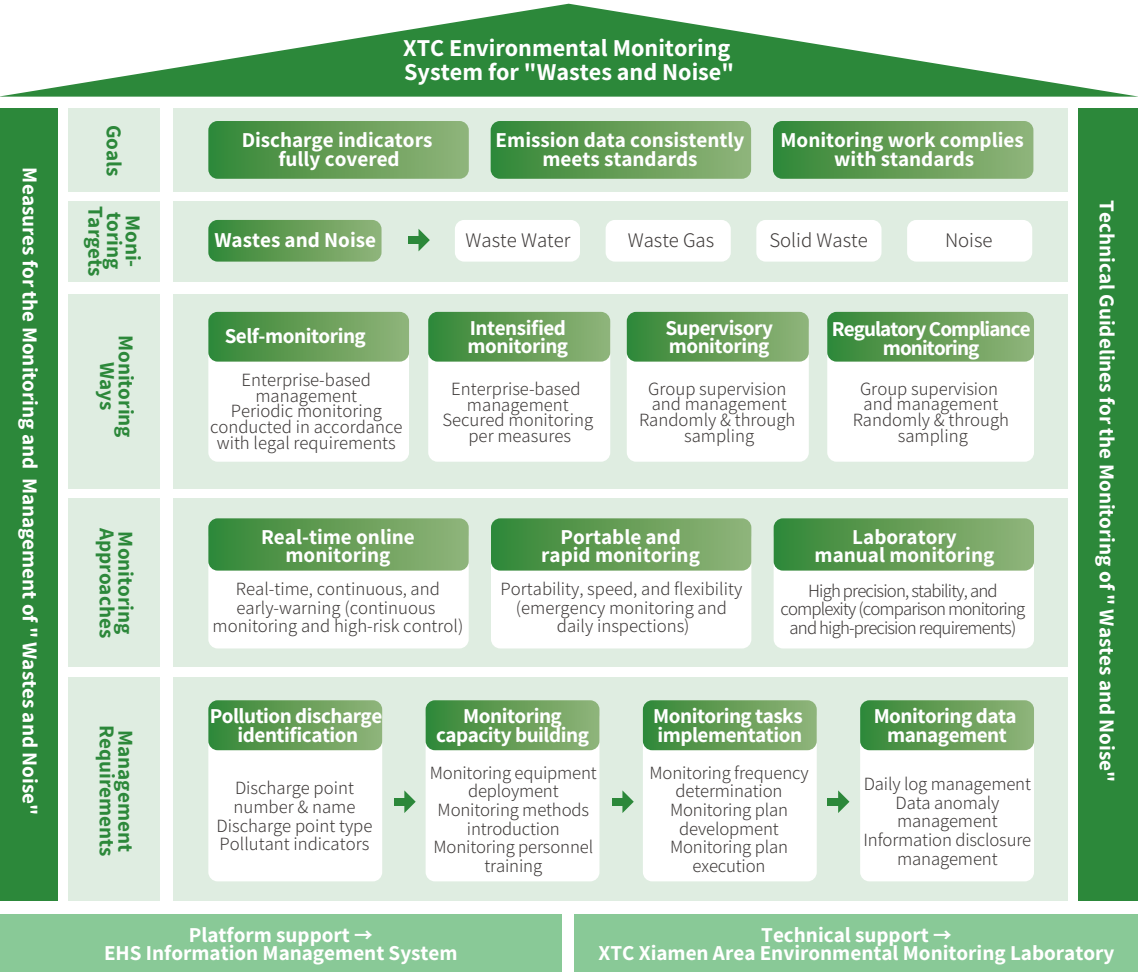 XTC Environmental Monitoring
System for "Wastes and Noise"
Measures for the Monitoring and Management of " Wastes and Noise"
Goals
Discharge indicators
fully covered
Emission data consistently
meets standards
Monitoring work complies
with standards
Moni-
toring
Targets
Wastes and Noise
Waste Water
Waste Gas
Solid Waste
Noise
Monitoring
Ways
Self-monitoring
Enterprise-based
management
Periodic monitoring
conducted in accordance
with legal requirements
Intensified
monitoring
Enterprise-based
management
Secured monitoring
per measures
Supervisory
monitoring
Group supervision
and management
Randomly & through
sampling
Regulatory Compliance
monitoring
Group supervision
and management
Randomly & through
sampling
Monitoring
Approaches
Real-time online
monitoring
Real-time, continuous, and
early-warning (continuous
monitoring and high-risk control)
Portable and
rapid monitoring
Portability, speed, and flexibility
(emergency monitoring and
daily inspections)
Laboratory
manual monitoring
High precision, stability, and
complexity (comparison monitoring
and high-precision requirements)
Management
Requirements
Pollution discharge
identification
Discharge point
number & name
Discharge point type
Pollutant indicators
Monitoring
capacity building
Monitoring equipment
deployment
Monitoring methods
introduction
Monitoring personnel
training
Monitoring tasks
implementation
Monitoring frequency
determination
Monitoring plan
development
Monitoring plan
execution
Monitoring data
management
Daily log management
Data anomaly
management
Information disclosure
management
Technical Guidelines for the Monitoring of " Wastes and Noise"
Platform support →
EHS Information Management System
Technical support →
XTC Xiamen Area Environmental Monitoring Laboratory